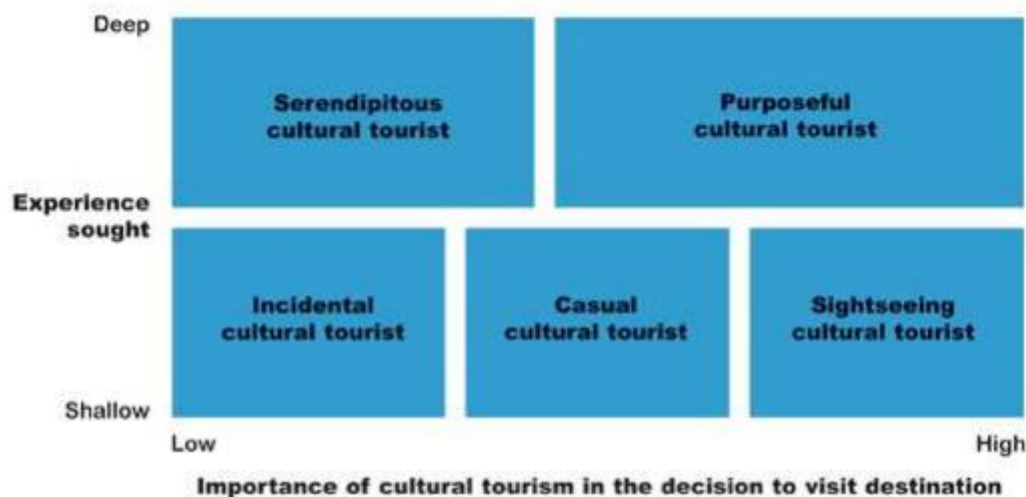 Deep
Serendipitous
cultural tourist
Purposeful
cultural tourist
Experience
sought
Incidental
cultural tourist
Casual
cultural tourist
Sightseeing
cultural tourist
Shallow
Low
High
Importance of cultural tourism in the decision to visit destination